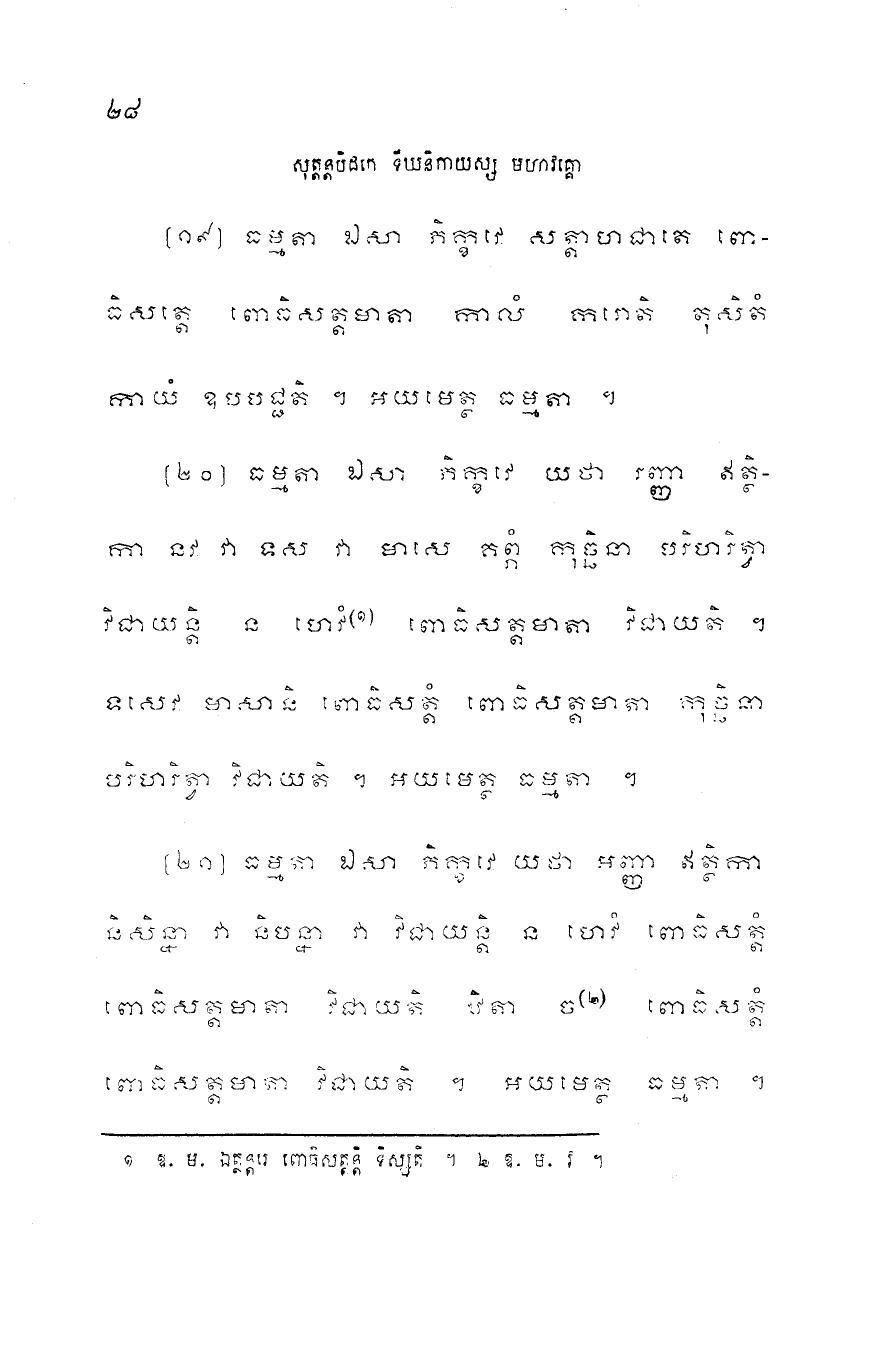 ២៨
សុត្តន្តបិដកេ ទីឃនិកាយស្ស មហាវគ្គោ
[១៩] ធម្មតា ឯសា ភិក្ខវេ សត្តាហជាតេ ពោ-
ធិសត្តេ ពោធិសត្តមាតា កាលំ ករោតិ តុសិតំ
កាយំ ឧបបជ្ជតិ ។ អយមេត្ថ ធម្មតា ។
[២០] ធម្មតា ឯសា ភិក្ខវេ យថា រញ្ញា ឥត្ថិ-
កា នវ វា ទស វា មាសេ គព្ភំ កុច្ឆិនា បរិហរិត្វា
វិជាយន្តិ ន ហេវំ(១) ពោធិសត្តមាតា វិជាយតិ ។
ទសេវ មាសានិ ពោធិសត្តំ ពោធិសត្តមាតា កុច្ឆិនា
បរិហរិត្វា វិជាយតិ ។ អយមេត្ថ ធម្មតា ។
[២១] ធម្មតា ឯសា ភិក្ខវេ យថា អញ្ញា ឥត្ថិកា
និសិន្នា វា និបន្នា វា វិជាយន្តិ ន ហេវំ ពោធិសត្តំ
ពោធិសត្តមាតា វិជាយតិ ឋិតា ច(២) ពោធិសត្តំ
ពោធិសត្តមាតា វិជាយតិ ។ អយមេត្ថ ធម្មតា ។
១ ឱ. ម. ឯត្ថន្តរេ ពោធិសត្តន្តិ ទិស្សតិ ។ ២ ឱ. ម. វ ។